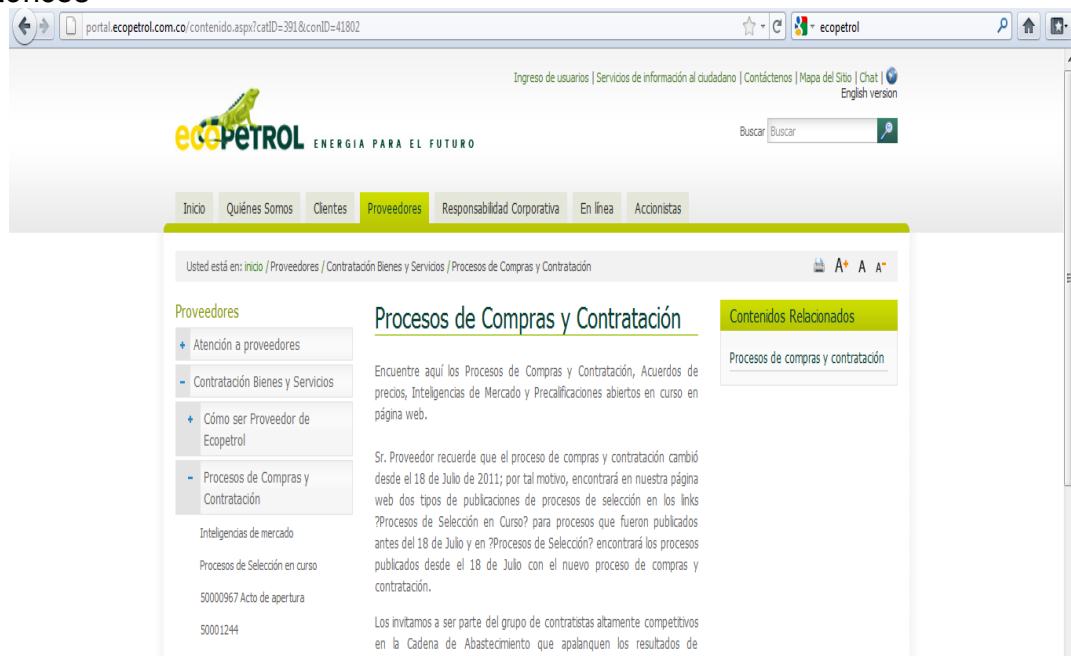 portal.ecopetrol.com.co/contenido.aspx?catID=391&conID=41802
ecopetrol
Ingreso de usuarios | Servicios de información al ciudadano | Contáctenos | Mapa del Sitio | Chat |
English version
ecopetrol ENERGIA PARA EL FUTURO
Buscar Buscar
Inicio Quiénes Somos Clientes Proveedores Responsabilidad Corporativa En línea Accionistas
Usted está en: inicio / Proveedores / Contratación Bienes y Servicios / Procesos de Compras y Contratación
A+ A A-
Proveedores
+ Atención a proveedores
- Contratación Bienes y Servicios
+ Cómo ser Proveedor de
Ecopetrol
- Procesos de Compras y
Contratación
Inteligencias de mercado
Procesos de Selección en curso
50000967 Acto de apertura
50001244
Procesos de Compras y Contratación
Encuentre aquí los Procesos de Compras y Contratación, Acuerdos de
precios, Inteligencias de Mercado y Precalificaciones abiertos en curso en
página web.
Sr. Proveedor recuerde que el proceso de compras y contratación cambió
desde el 18 de Julio de 2011; por tal motivo, encontrará en nuestra página
web dos tipos de publicaciones de procesos de selección en los links
?Procesos de Selección en Curso? para procesos que fueron publicados
antes del 18 de Julio y en ?Procesos de Selección? encontrará los procesos
publicados desde el 18 de Julio con el nuevo proceso de compras y
contratación.
Los invitamos a ser parte del grupo de contratistas altamente competitivos
en la Cadena de Abastecimiento que apalanquen los resultados de
Contenidos Relacionados
Procesos de compras y contratación